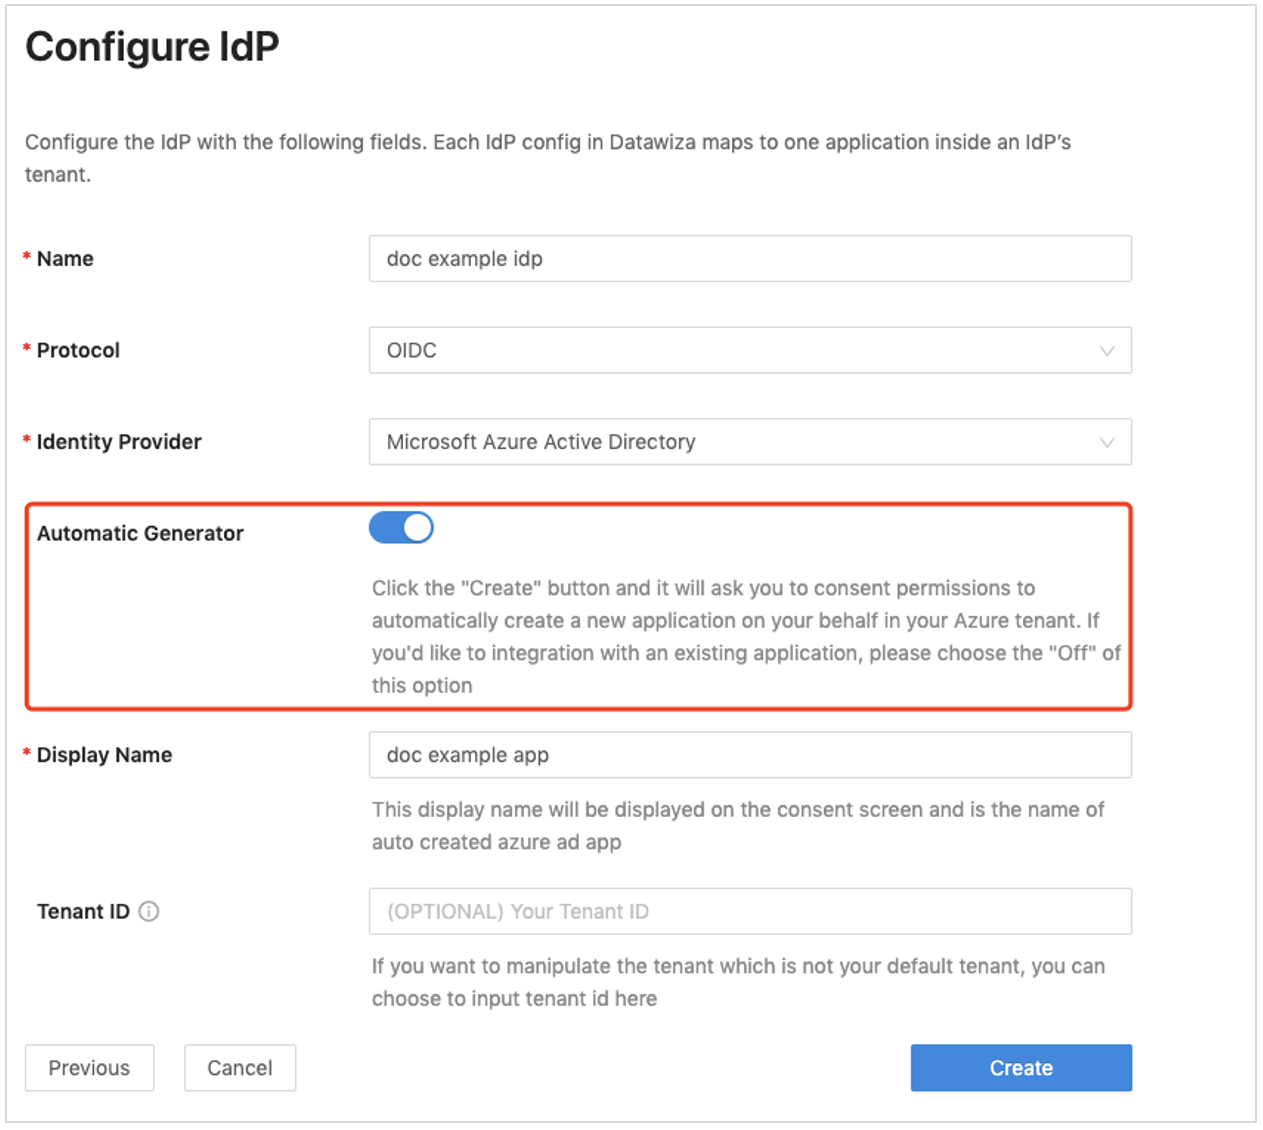 Configure IdP
Configure the IdP with the following fields. Each IdP config in Datawiza maps to one application inside an IdP’s
tenant.
* Name
doc example idp
* Protocol
OIDC
* Identity Provider
Microsoft Azure Active Directory
Automatic Generator
Click the "Create" button and it will ask you to consent permissions to
automatically create a new application on your behalf in your Azure tenant. If
you'd like to integration with an existing application, please choose the "Off" of
this option
* Display Name
doc example app
This display name will be displayed on the consent screen and is the name of
auto created azure ad app
Tenant ID
(OPTIONAL) Your Tenant ID
If you want to manipulate the tenant which is not your default tenant, you can
choose to input tenant id here
Previous
Cancel
Create